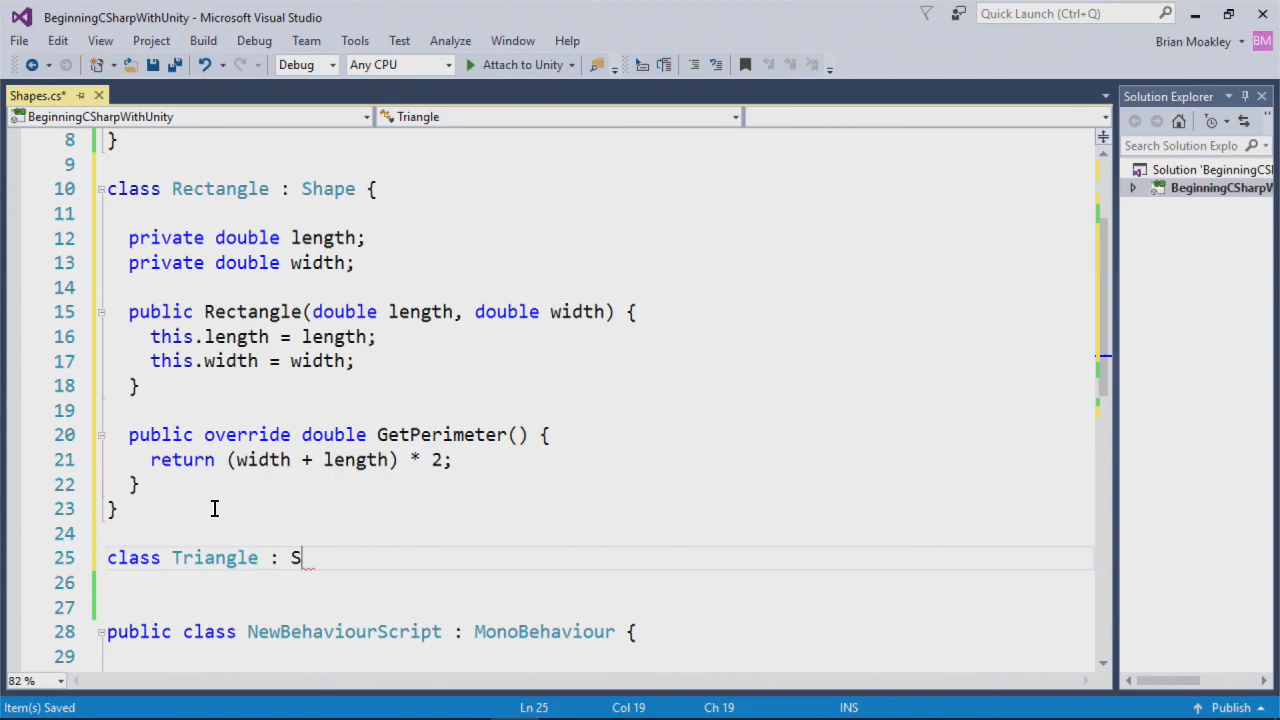 BeginningCSharpWithUnity - Microsoft Visual Studio
Quick Launch (Ctrl+Q)
File Edit View Project Build Debug Team Tools Test Analyze Window Help
Brian Moakley BM
Debug Any CPU Attach to Unity
Shapes.cs*
Solution Explorer
BeginningCSharpWithUnity Triangle
Search Solution Explo
Solution 'BeginningCS
BeginningCSharpW
8 }
9
10 class Rectangle : Shape {
11
12 private double length;
13 private double width;
14
15 public Rectangle(double length, double width) {
16 this.length = length;
17 this.width = width;
18 }
19
20 public override double GetPerimeter() {
21 return (width + length) * 2;
22 }
23 }
24
25 class Triangle : S
26
27
28 public class NewBehaviourScript : MonoBehaviour {
29
82 %
Item(s) Saved Ln 25 Col 19 Ch 19 INS Publish